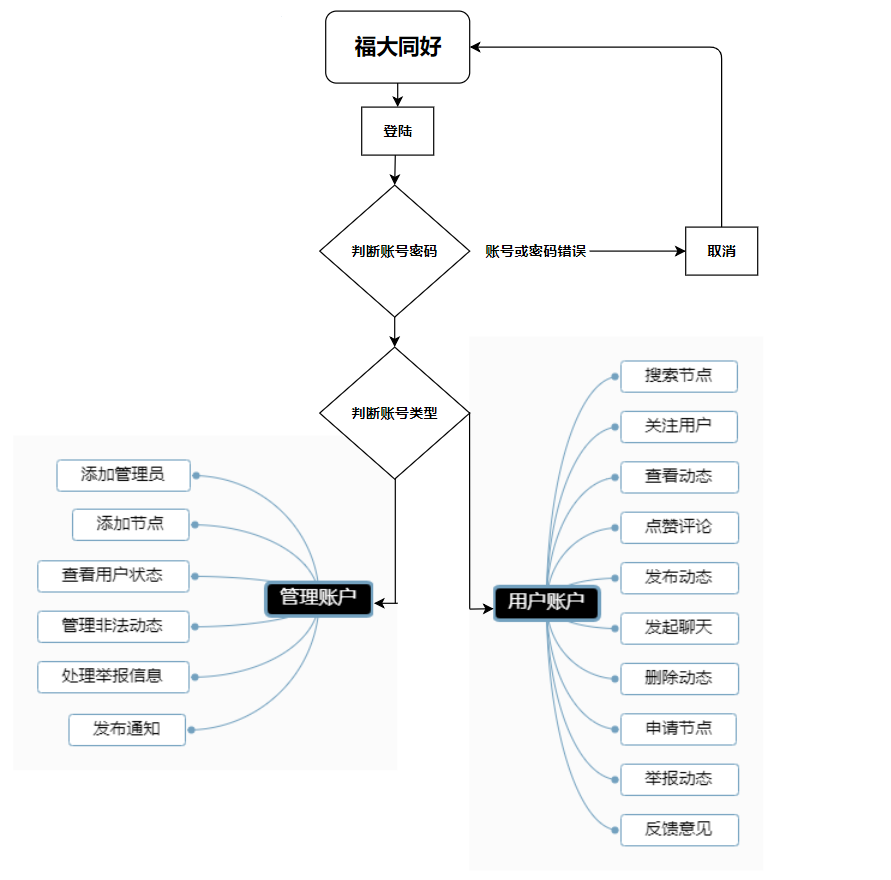 福大同好
登陆
判断账号密码
账号或密码错误
取消
判断账号类型
添加管理员
添加节点
查看用户状态
管理非法动态
处理举报信息
发布通知
管理账户
用户账户
搜索节点
关注用户
查看动态
点赞评论
发布动态
发起聊天
删除动态
申请节点
举报动态
反馈意见